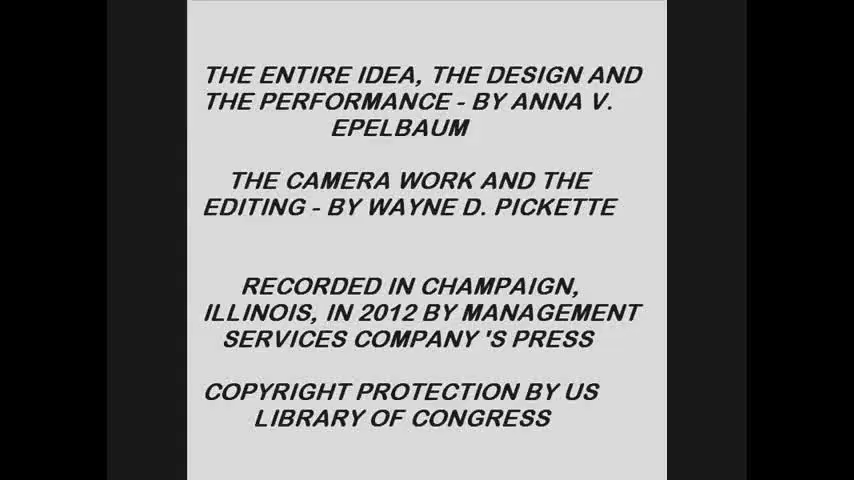 THE ENTIRE IDEA, THE DESIGN AND
THE PERFORMANCE - BY ANNA V.
EPELBAUM
THE CAMERA WORK AND THE
EDITING - BY WAYNE D. PICKETTE
RECORDED IN CHAMPAIGN,
ILLINOIS, IN 2012 BY MANAGEMENT
SERVICES COMPANY 'S PRESS
COPYRIGHT PROTECTION BY US
LIBRARY OF CONGRESS